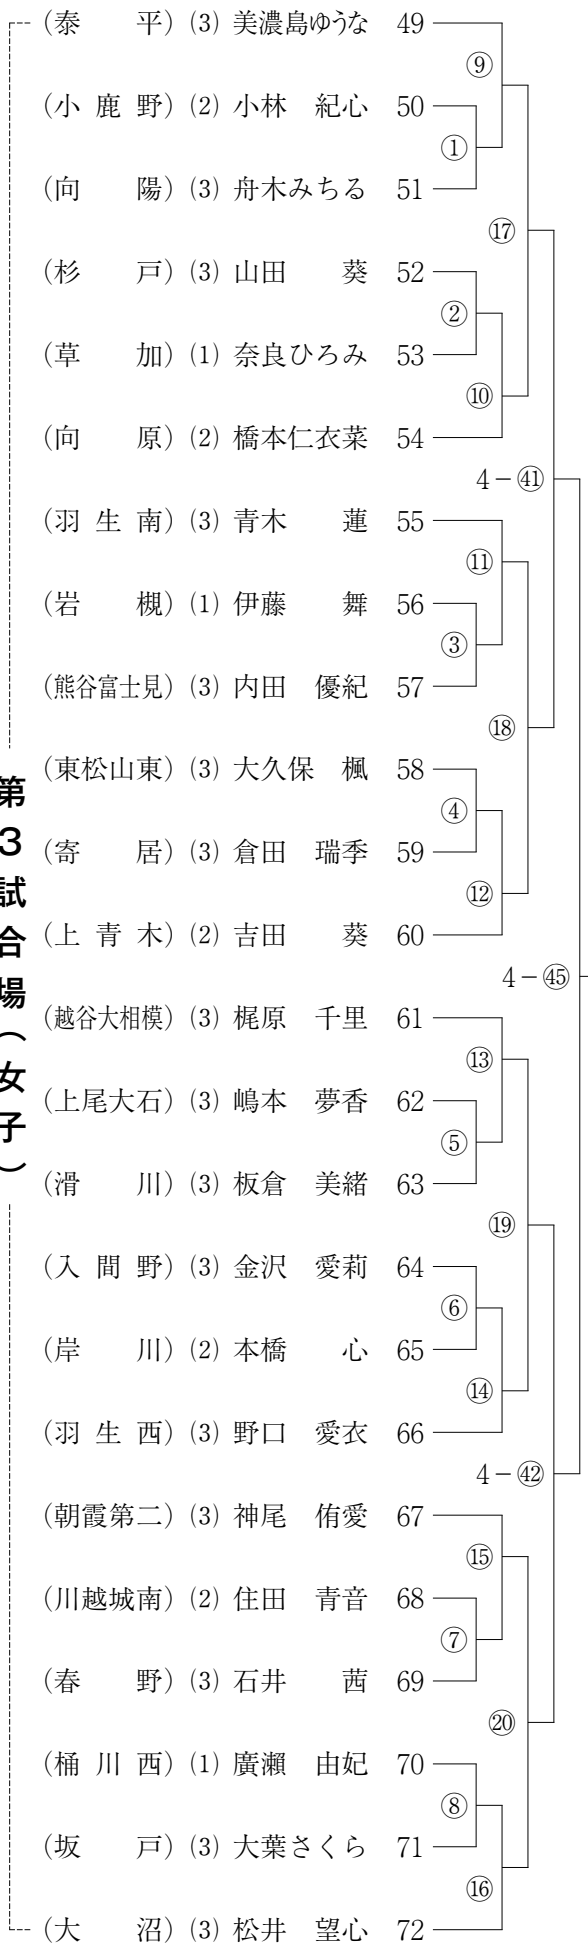 第3試合場（女子）
（泰平）（3）美濃島ゆうな 49
⑨
（小鹿野）（2）小林 紀心 50
①
（向陽）（3）舟木みちる 51
⑰
（杉戸）（3）山田 葵 52
②
（草加）（1）奈良ひろみ 53
⑩
（向原）（2）橋本仁衣菜 54
4－㊶
（羽生南）（3）青木 蓮 55
⑪
（岩槻）（1）伊藤 舞 56
③
（熊谷富士見）（3）内田 優紀 57
⑱
（東松山東）（3）大久保 楓 58
④
（寄居）（3）倉田 瑞季 59
⑫
（上青木）（2）吉田 葵 60
4－㊺
（越谷大相模）（3）梶原 千里 61
⑬
（上尾大石）（3）嶋本 夢香 62
⑤
（滑川）（3）板倉 美緒 63
⑲
（入間野）（3）金沢 愛莉 64
⑥
（岸川）（2）本橋 心 65
⑭
（羽生西）（3）野口 愛衣 66
4－㊷
（朝霞第二）（3）神尾 侑愛 67
⑮
（川越城南）（2）住田 青音 68
⑦
（春野）（3）石井 茜 69
⑳
（桶川西）（1）廣瀨 由妃 70
⑧
（坂戸）（3）大葉さくら 71
⑯
（大沼）（3）松井 望心 72